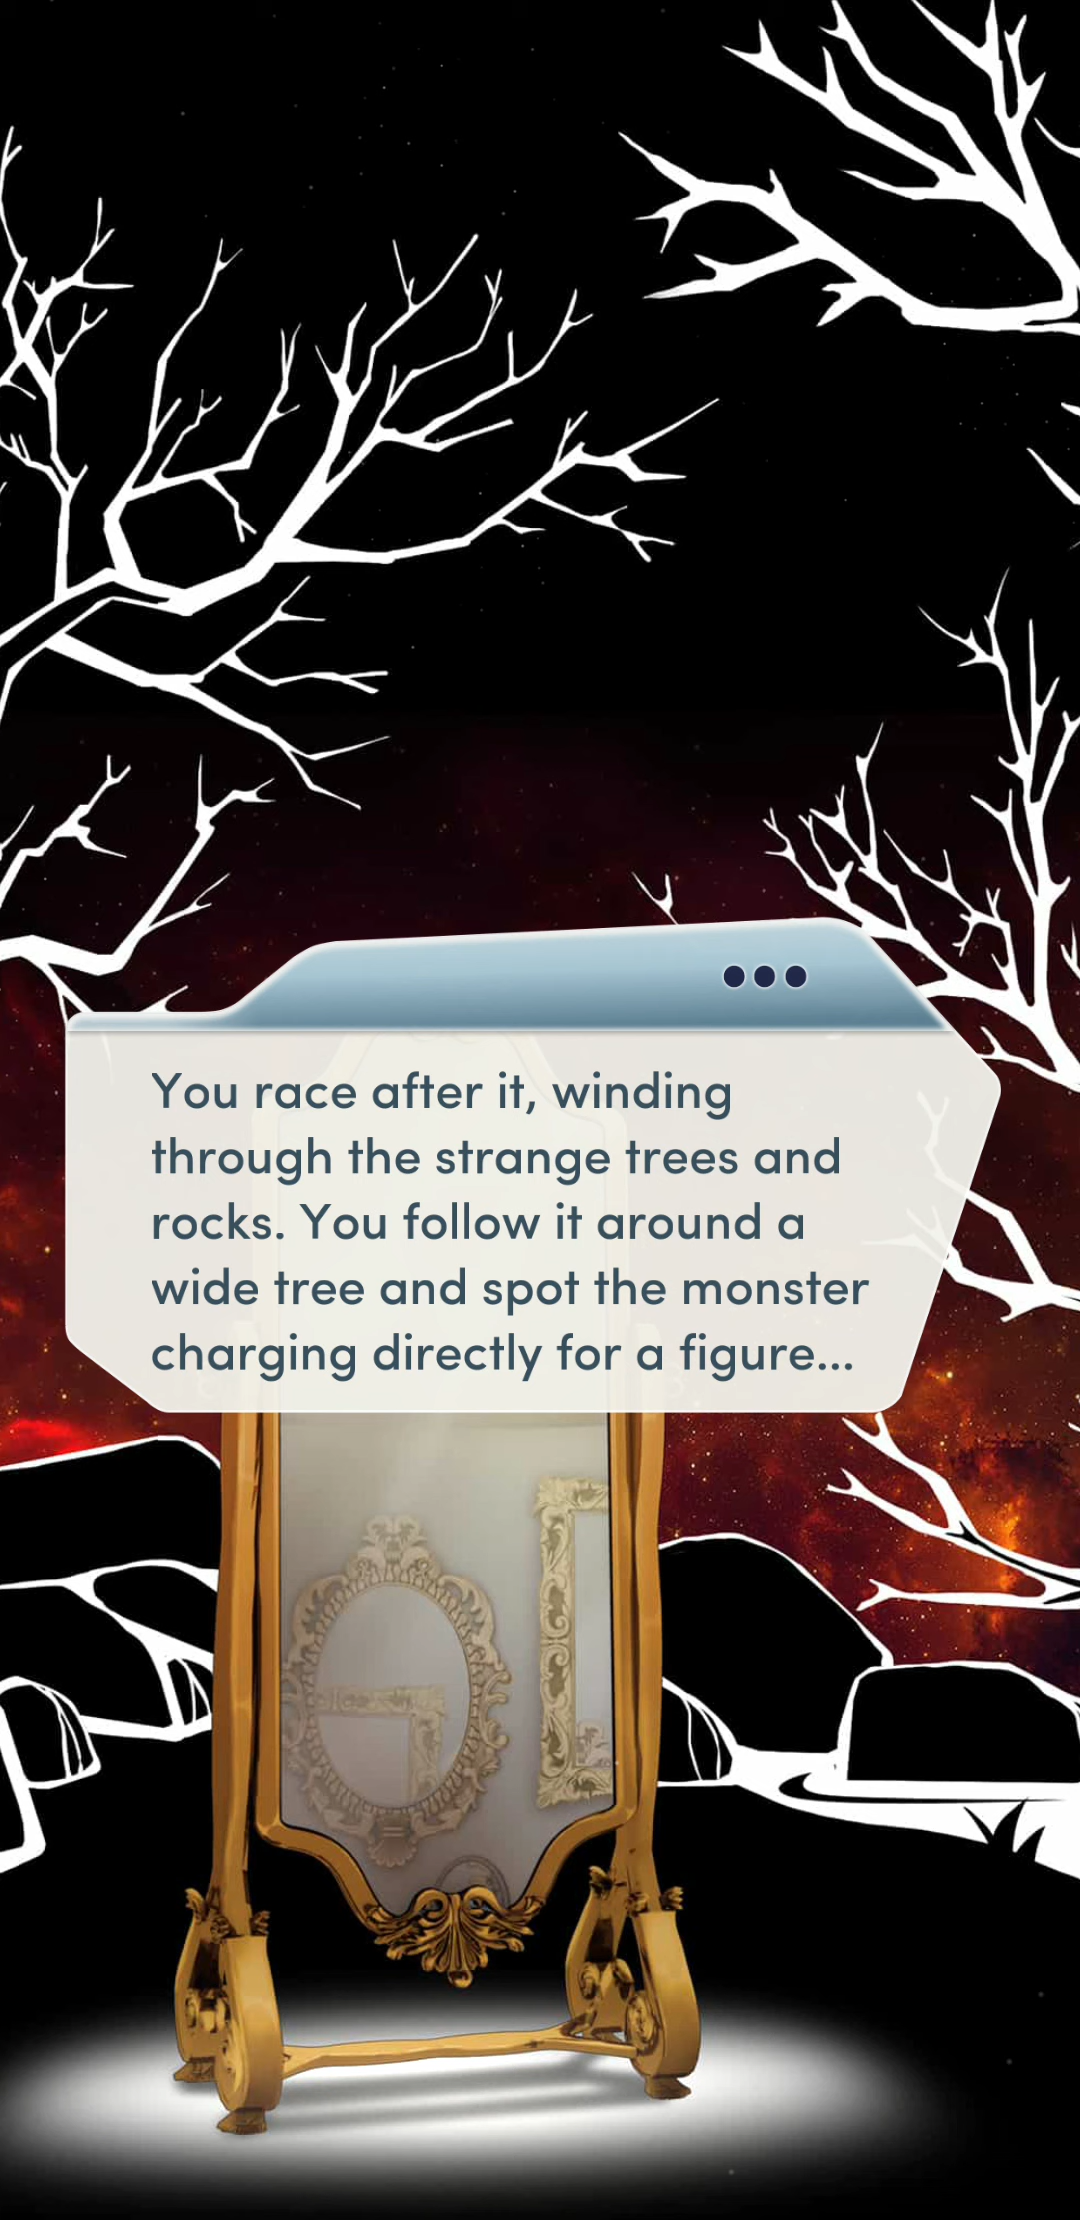 You race after it, winding
through the strange trees and
rocks. You follow it around a
wide tree and spot the monster
charging directly for a figure...